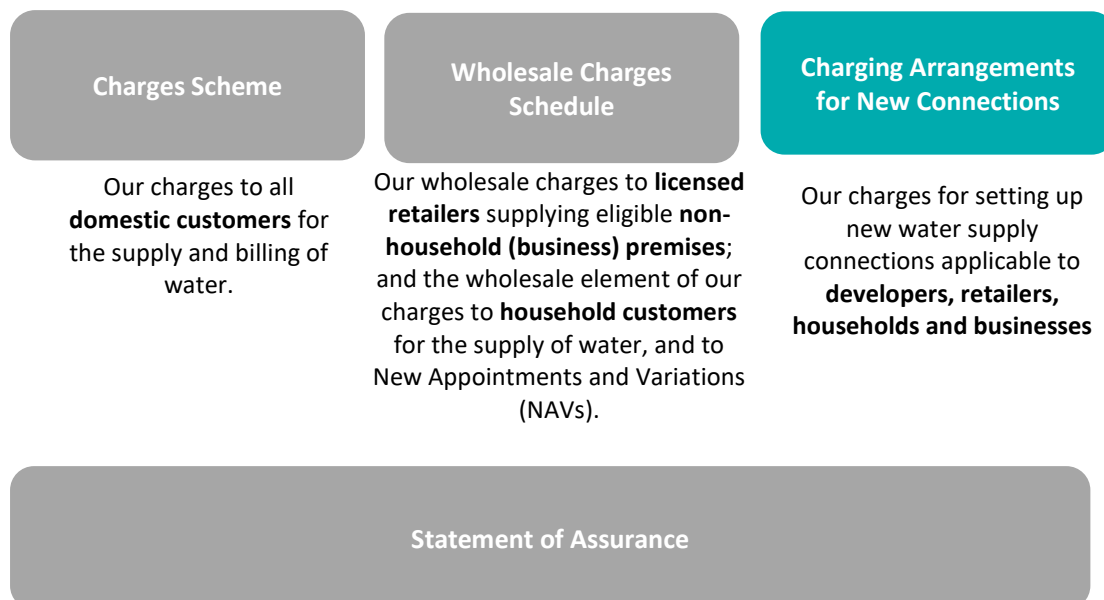 Charges Scheme
Our charges to all
domestic customers for
the supply and billing of
water.
Wholesale Charges
Schedule
Our wholesale charges to licensed
retailers supplying eligible non-
household (business) premises;
and the wholesale element of our
charges to household customers
for the supply of water, and to
New Appointments and Variations
(NAVs).
Charging Arrangements
for New Connections
Our charges for setting up
new water supply
connections applicable to
developers, retailers,
households and businesses
Statement of Assurance